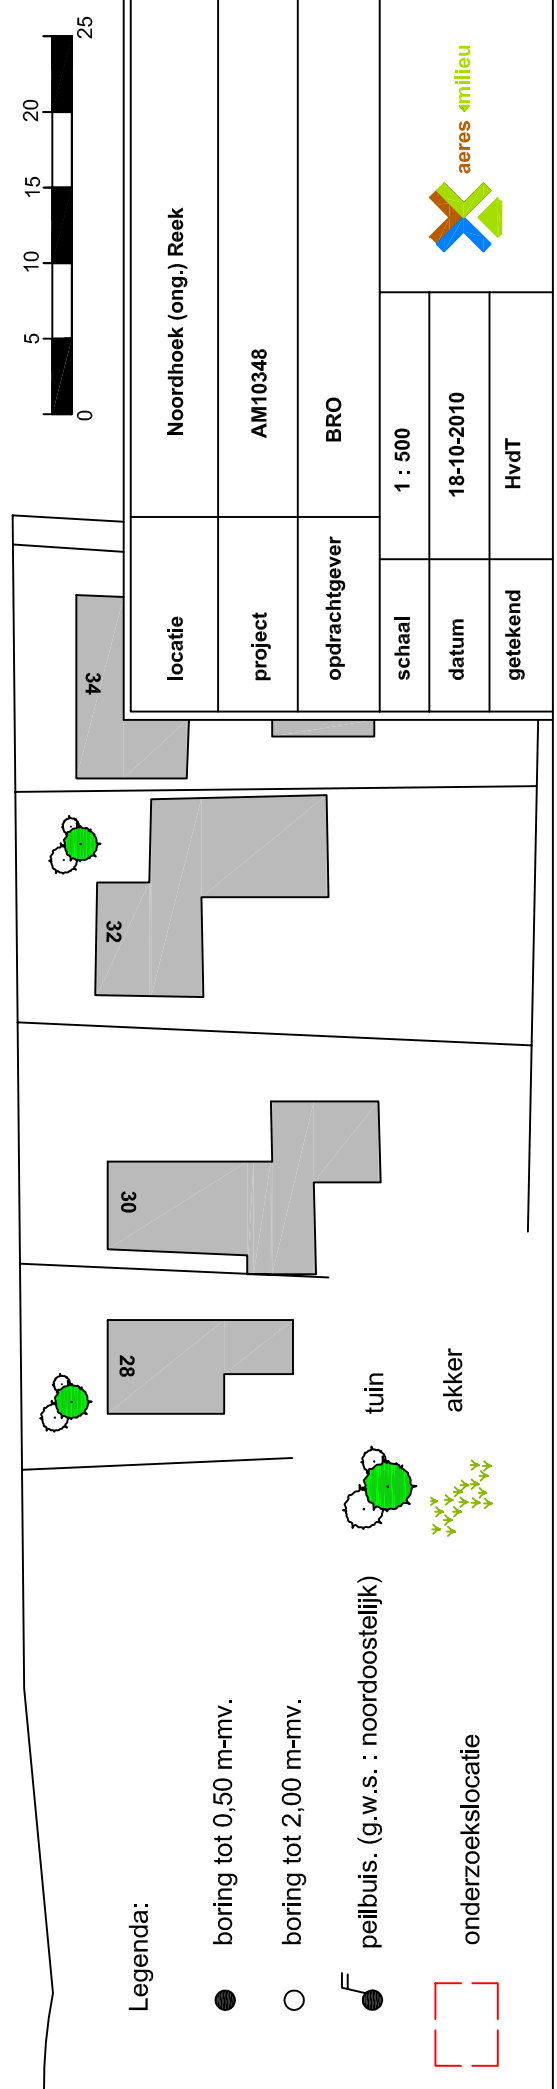 0 5 10 15 20 25
34
32
30
28
Legenda:
boring tot 0,50 m-mv.
boring tot 2,00 m-mv.
peilbuis. (g.w.s. : noordoostelijk)
tuin
onderzoekslocatie
akker
locatie Noordhoek (ong.) Reek
project AM10348
opdrachtgever BRO
schaal 1 : 500
datum 18-10-2010
getekend HvdT
aeres milieu